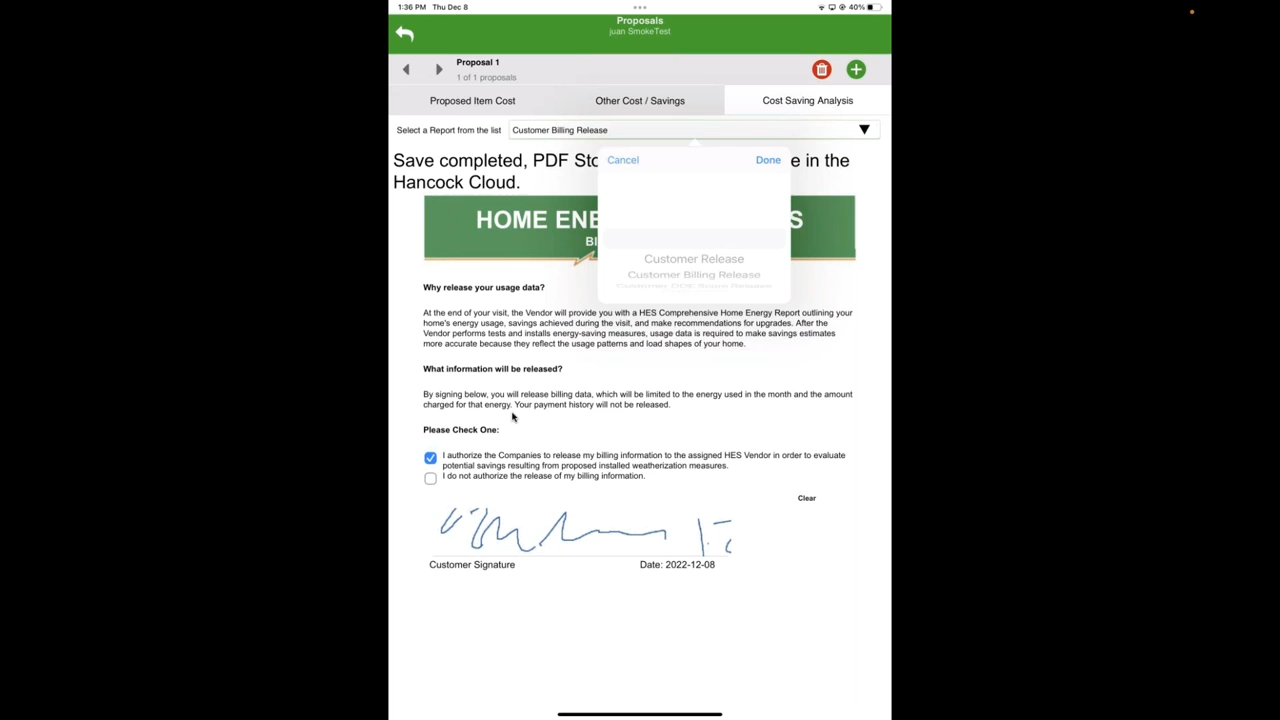 1:36 PM Thu Dec 8
40%
Proposals
juan SmokeTest
Proposal 1
1 of 1 proposals
Proposed Item Cost
Other Cost / Savings
Cost Saving Analysis
Select a Report from the list
Customer Billing Release
Cancel
Done
Customer Release
Customer Billing Release
Save completed, PDF e in the
Hancock Cloud.
HOME
Why release your usage data?
At the end of your visit, the Vendor will provide you with a HES Comprehensive Home Energy Report outlining your
home's energy usage, savings achieved during the visit, and make recommendations for upgrades. After the
Vendor performs tests and installs energy-saving measures, usage data is required to make savings estimates
more accurate because they reflect the usage patterns and load shapes of your home.
What information will be released?
By signing below, you will release billing data, which will be limited to the energy used in the month and the amount
charged for that energy. Your payment history will not be released.
Please Check One:
I authorize the Companies to release my billing information to the assigned HES Vendor in order to evaluate
potential savings resulting from proposed installed weatherization measures.
I do not authorize the release of my billing information.
Clear
Customer Signature
Date: 2022-12-08